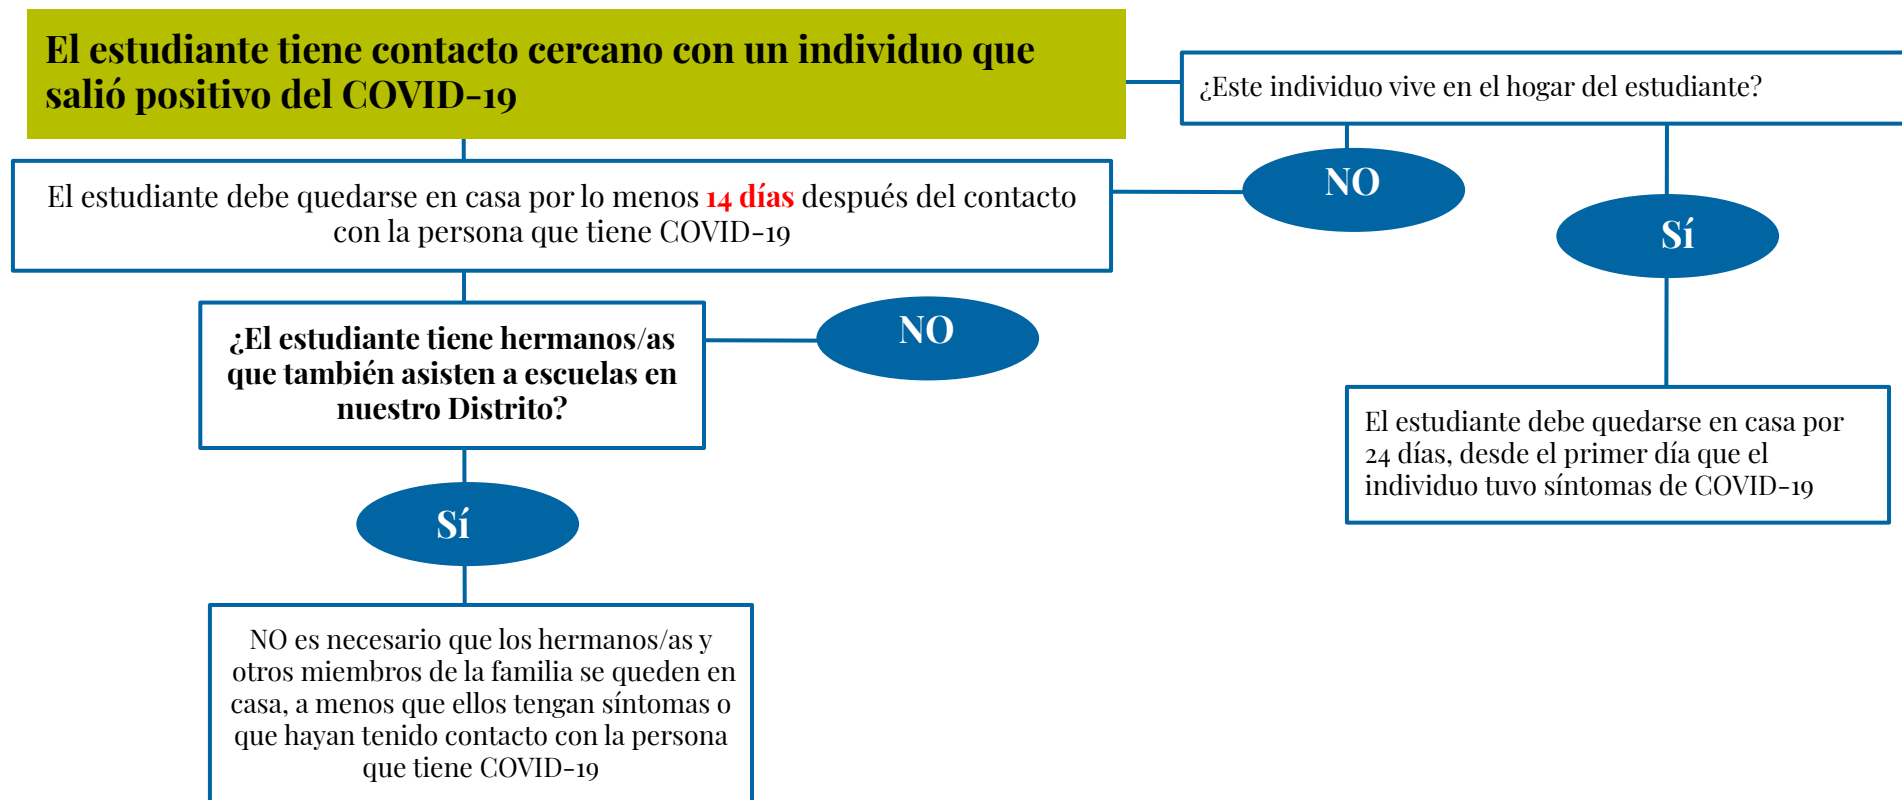 El estudiante tiene contacto cercano con un individuo que
salió positivo del COVID-19
¿Este individuo vive en el hogar del estudiante?
El estudiante debe quedarse en casa por lo menos 14 días después del contacto
con la persona que tiene COVID-19
NO
Sí
¿El estudiante tiene hermanos/as
que también asisten a escuelas en
nuestro Distrito?
NO
El estudiante debe quedarse en casa por
24 días, desde el primer día que el
individuo tuvo síntomas de COVID-19
Sí
NO es necesario que los hermanos/as y
otros miembros de la familia se queden en
casa, a menos que ellos tengan síntomas o
que hayan tenido contacto con la persona
que tiene COVID-19